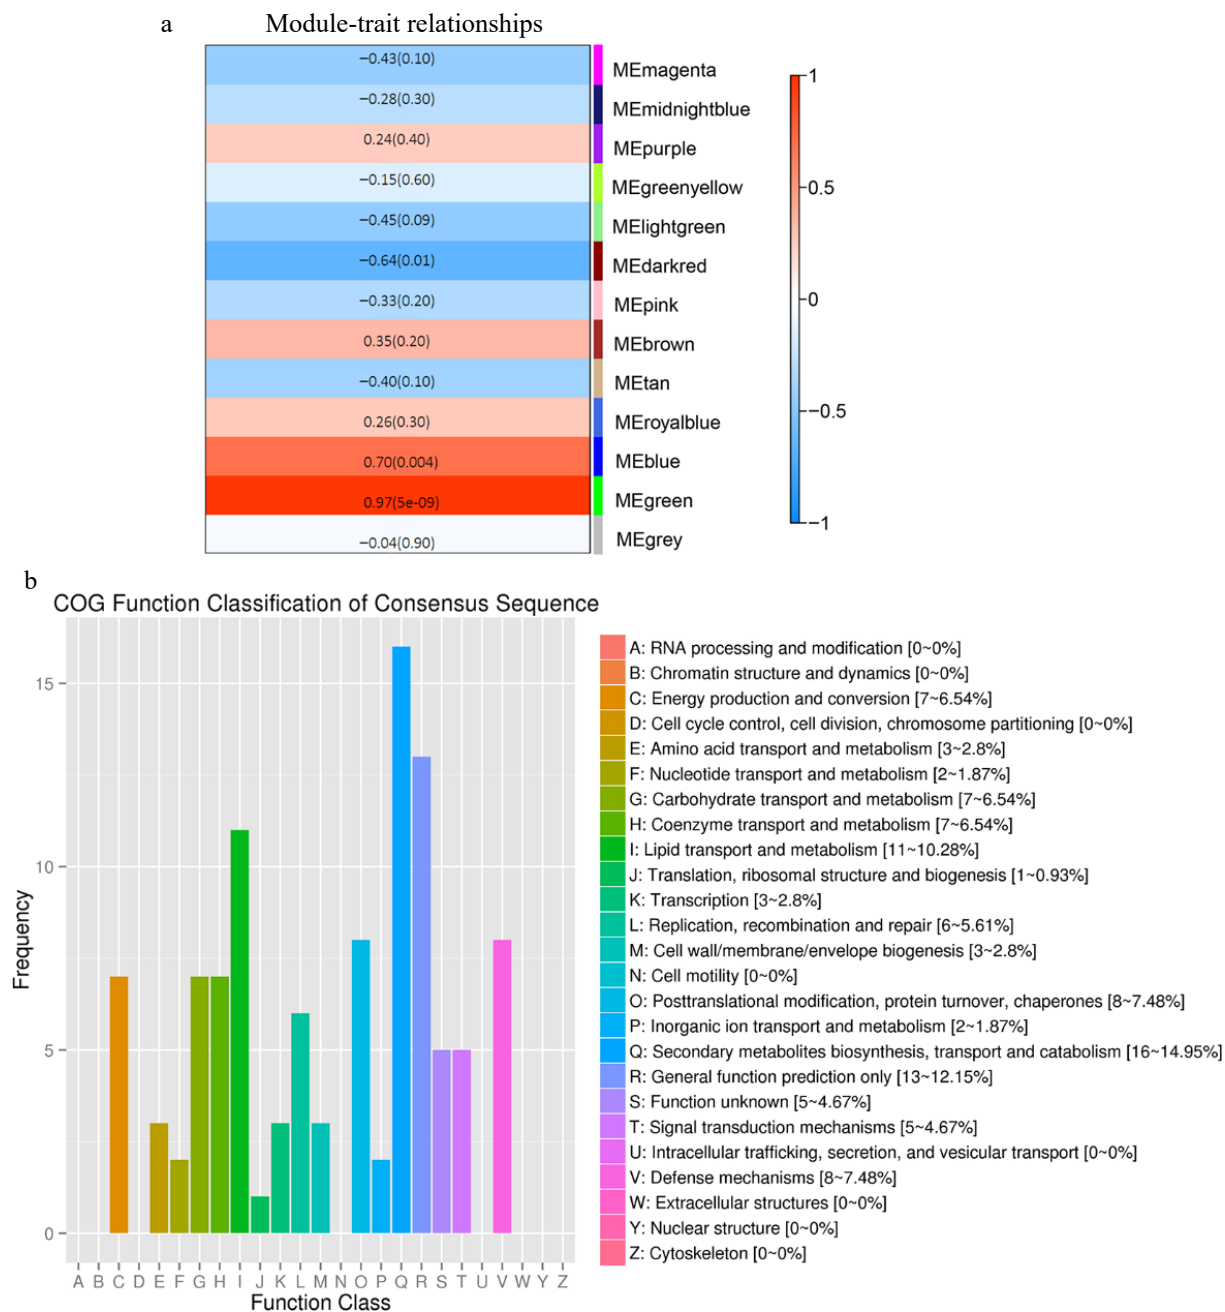 a
Module-trait relationships
−0.43(0.10)
MEmagenta
−0.28(0.30)
MEmidnightblue
0.24(0.40)
MEpurple
−0.15(0.60)
MEgreenyellow
−0.45(0.09)
MElightgreen
−0.64(0.01)
MEdarkred
−0.33(0.20)
MEpink
0.35(0.20)
MEbrown
−0.40(0.10)
MEtan
0.26(0.30)
MEroyalblue
0.70(0.004)
MEblue
0.97(5e-09)
MEgreen
−0.04(0.90)
MEgrey
1
0.5
0
−0.5
−1
b
COG Function Classification of Consensus Sequence
Frequency
15
10
5
0
A B C D E F G H I J K L M N O P Q R S T U V W Y Z
Function Class
A: RNA processing and modification [0~0%]
B: Chromatin structure and dynamics [0~0%]
C: Energy production and conversion [7~6.54%]
D: Cell cycle control, cell division, chromosome partitioning [0~0%]
E: Amino acid transport and metabolism [3~2.8%]
F: Nucleotide transport and metabolism [2~1.87%]
G: Carbohydrate transport and metabolism [7~6.54%]
H: Coenzyme transport and metabolism [7~6.54%]
I: Lipid transport and metabolism [11~10.28%]
J: Translation, ribosomal structure and biogenesis [1~0.93%]
K: Transcription [3~2.8%]
L: Replication, recombination and repair [6~5.61%]
M: Cell wall/membrane/envelope biogenesis [3~2.8%]
N: Cell motility [0~0%]
O: Posttranslational modification, protein turnover, chaperones [8~7.48%]
P: Inorganic ion transport and metabolism [2~1.87%]
Q: Secondary metabolites biosynthesis, transport and catabolism [16~14.95%]
R: General function prediction only [13~12.15%]
S: Function unknown [5~4.67%]
T: Signal transduction mechanisms [5~4.67%]
U: Intracellular trafficking, secretion, and vesicular transport [0~0%]
V: Defense mechanisms [8~7.48%]
W: Extracellular structures [0~0%]
Y: Nuclear structure [0~0%]
Z: Cytoskeleton [0~0%]